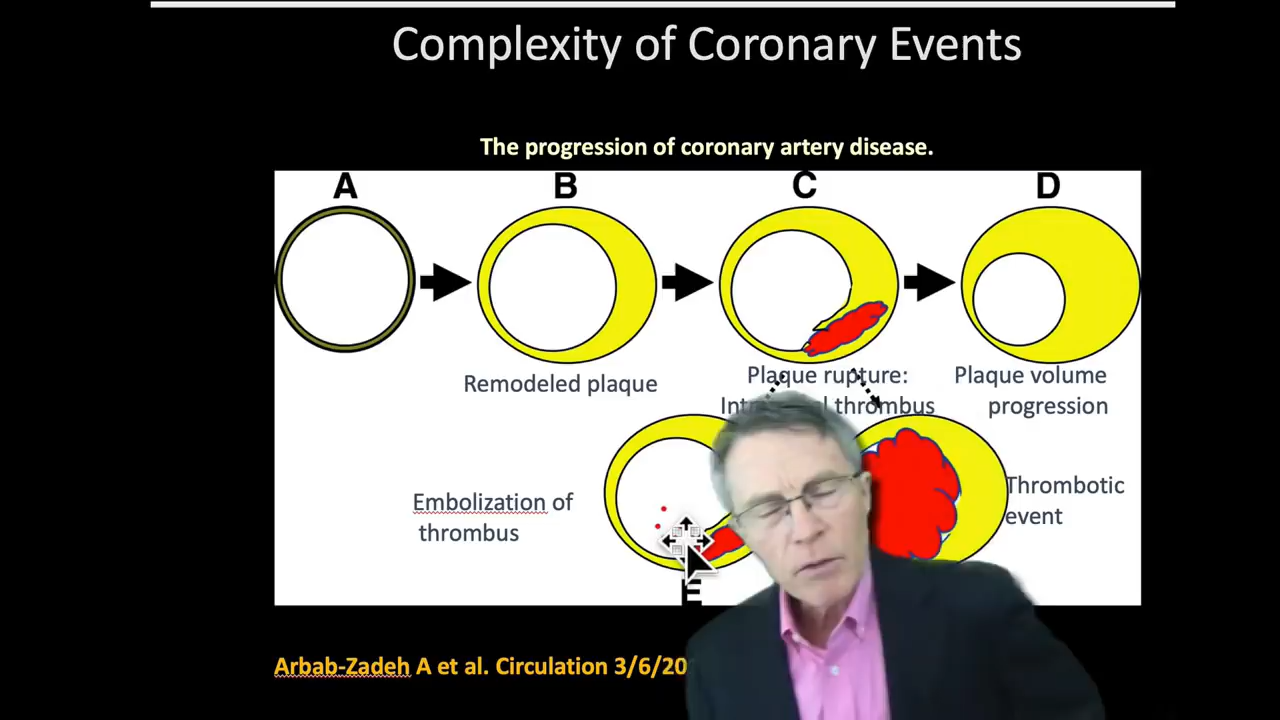 Complexity of Coronary Events
The progression of coronary artery disease.
A B C D
Remodeled plaque
Plaque rupture:
thrombus
Plaque volume
progression
Embolization of
thrombus
Thrombotic
event
E
Arbab-Zadeh A et al. Circulation 3/6/20